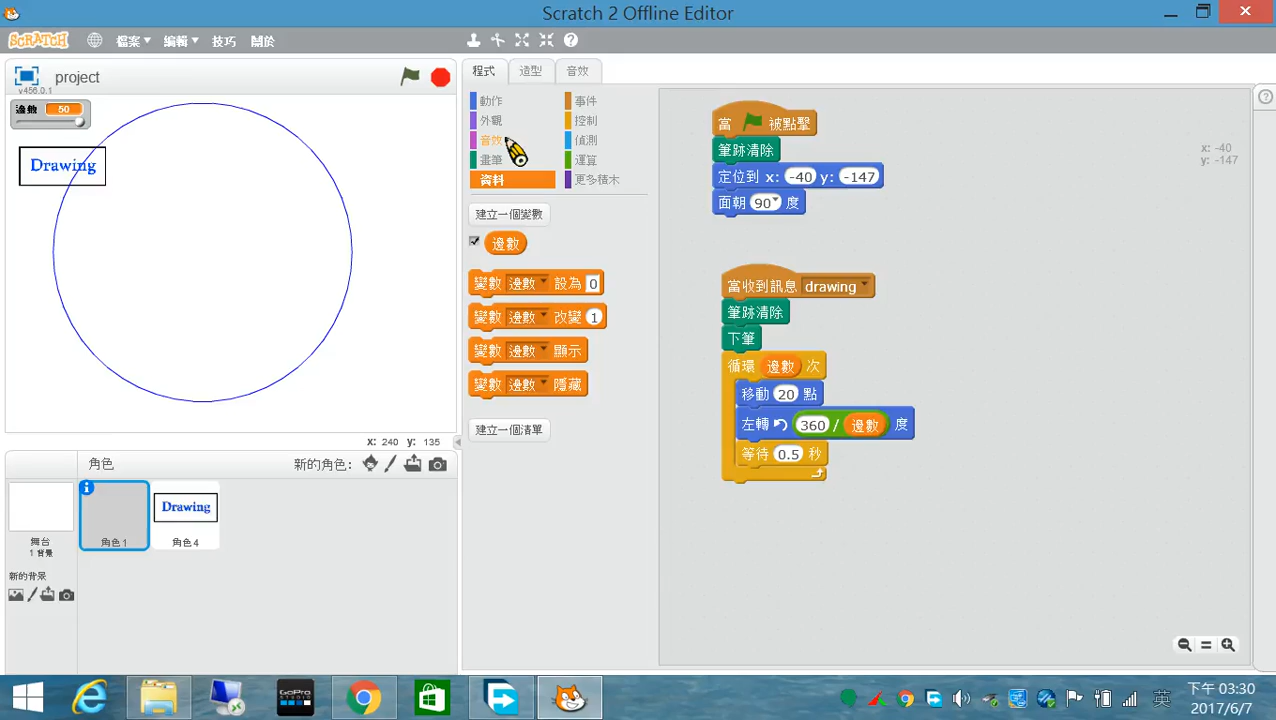 Scratch 2 Offline Editor
SCRATCH 檔案 編輯 技巧 關於
project
v456.0.1
邊數 50
Drawing
x: 240 y: 135
角色 新的角色:
舞台
1 背景
新的背景
角色1
Drawing
角色4
程式 造型 音效
動作 事件
外觀 控制
音效 偵測
畫筆 運算
資料 更多積木
建立一個變數
邊數
變數 邊數 設為 0
變數 邊數 改變 1
變數 邊數 顯示
變數 邊數 隱藏
建立一個清單
當 被點擊
筆跡清除
定位到 x: -40 y: -147
面朝 90 度
當收到訊息 drawing
筆跡清除
下筆
循環 邊數 次
移動 20 點
左轉 360 / 邊數 度
等待 0.5 秒
x: -40
y: -147
GoPro
STUDIO
英
下午 03:30
2017/6/7